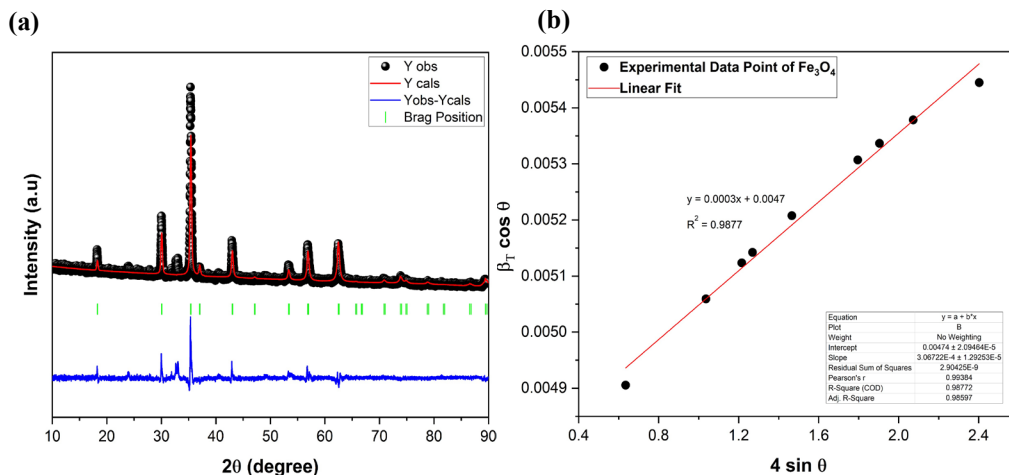 (a)
Y obs
Y cals
Yobs-Ycals
Brag Position
Intensity (a.u)
10 20 30 40 50 60 70 80 90
2θ (degree)
(b)
0.0055
0.0054
0.0053
0.0052
0.0051
0.0050
0.0049
β_T cos θ
Experimental Data Point of Fe₃O₄
Linear Fit
y = 0.0003x + 0.0047
R² = 0.9877
Equation y = a + b*x
Plot B
Weight No Weighting
Intercept 0.00474 ± 2.09464E-5
Slope 3.06722E-4 ± 1.29253E-5
Residual Sum of Squares 2.90425E-9
Pearson's r 0.99384
R-Square (COD) 0.98772
Adj. R-Square 0.98597
0.4 0.8 1.2 1.6 2.0 2.4
4 sin θ